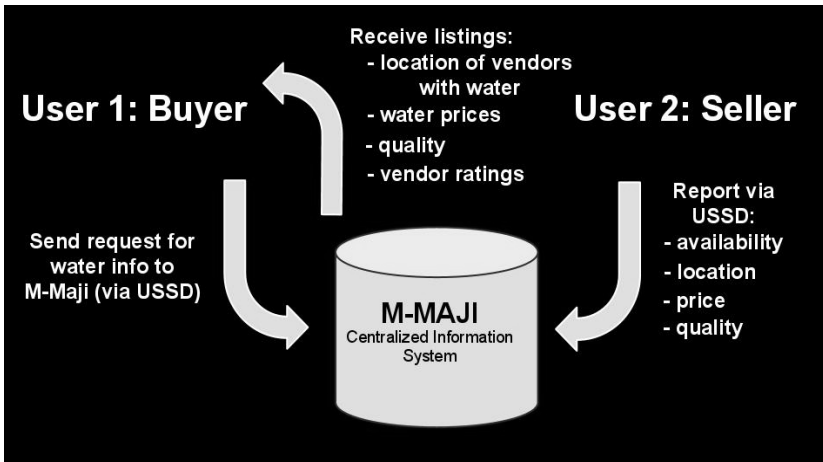 Receive listings:
- location of vendors
with water
- water prices
- quality
- vendor ratings
User 1: Buyer
User 2: Seller
Send request for
water info to
M-Maji (via USSD)
Report via
USSD:
- availability
- location
- price
- quality
M-MAJI
Centralized Information
System